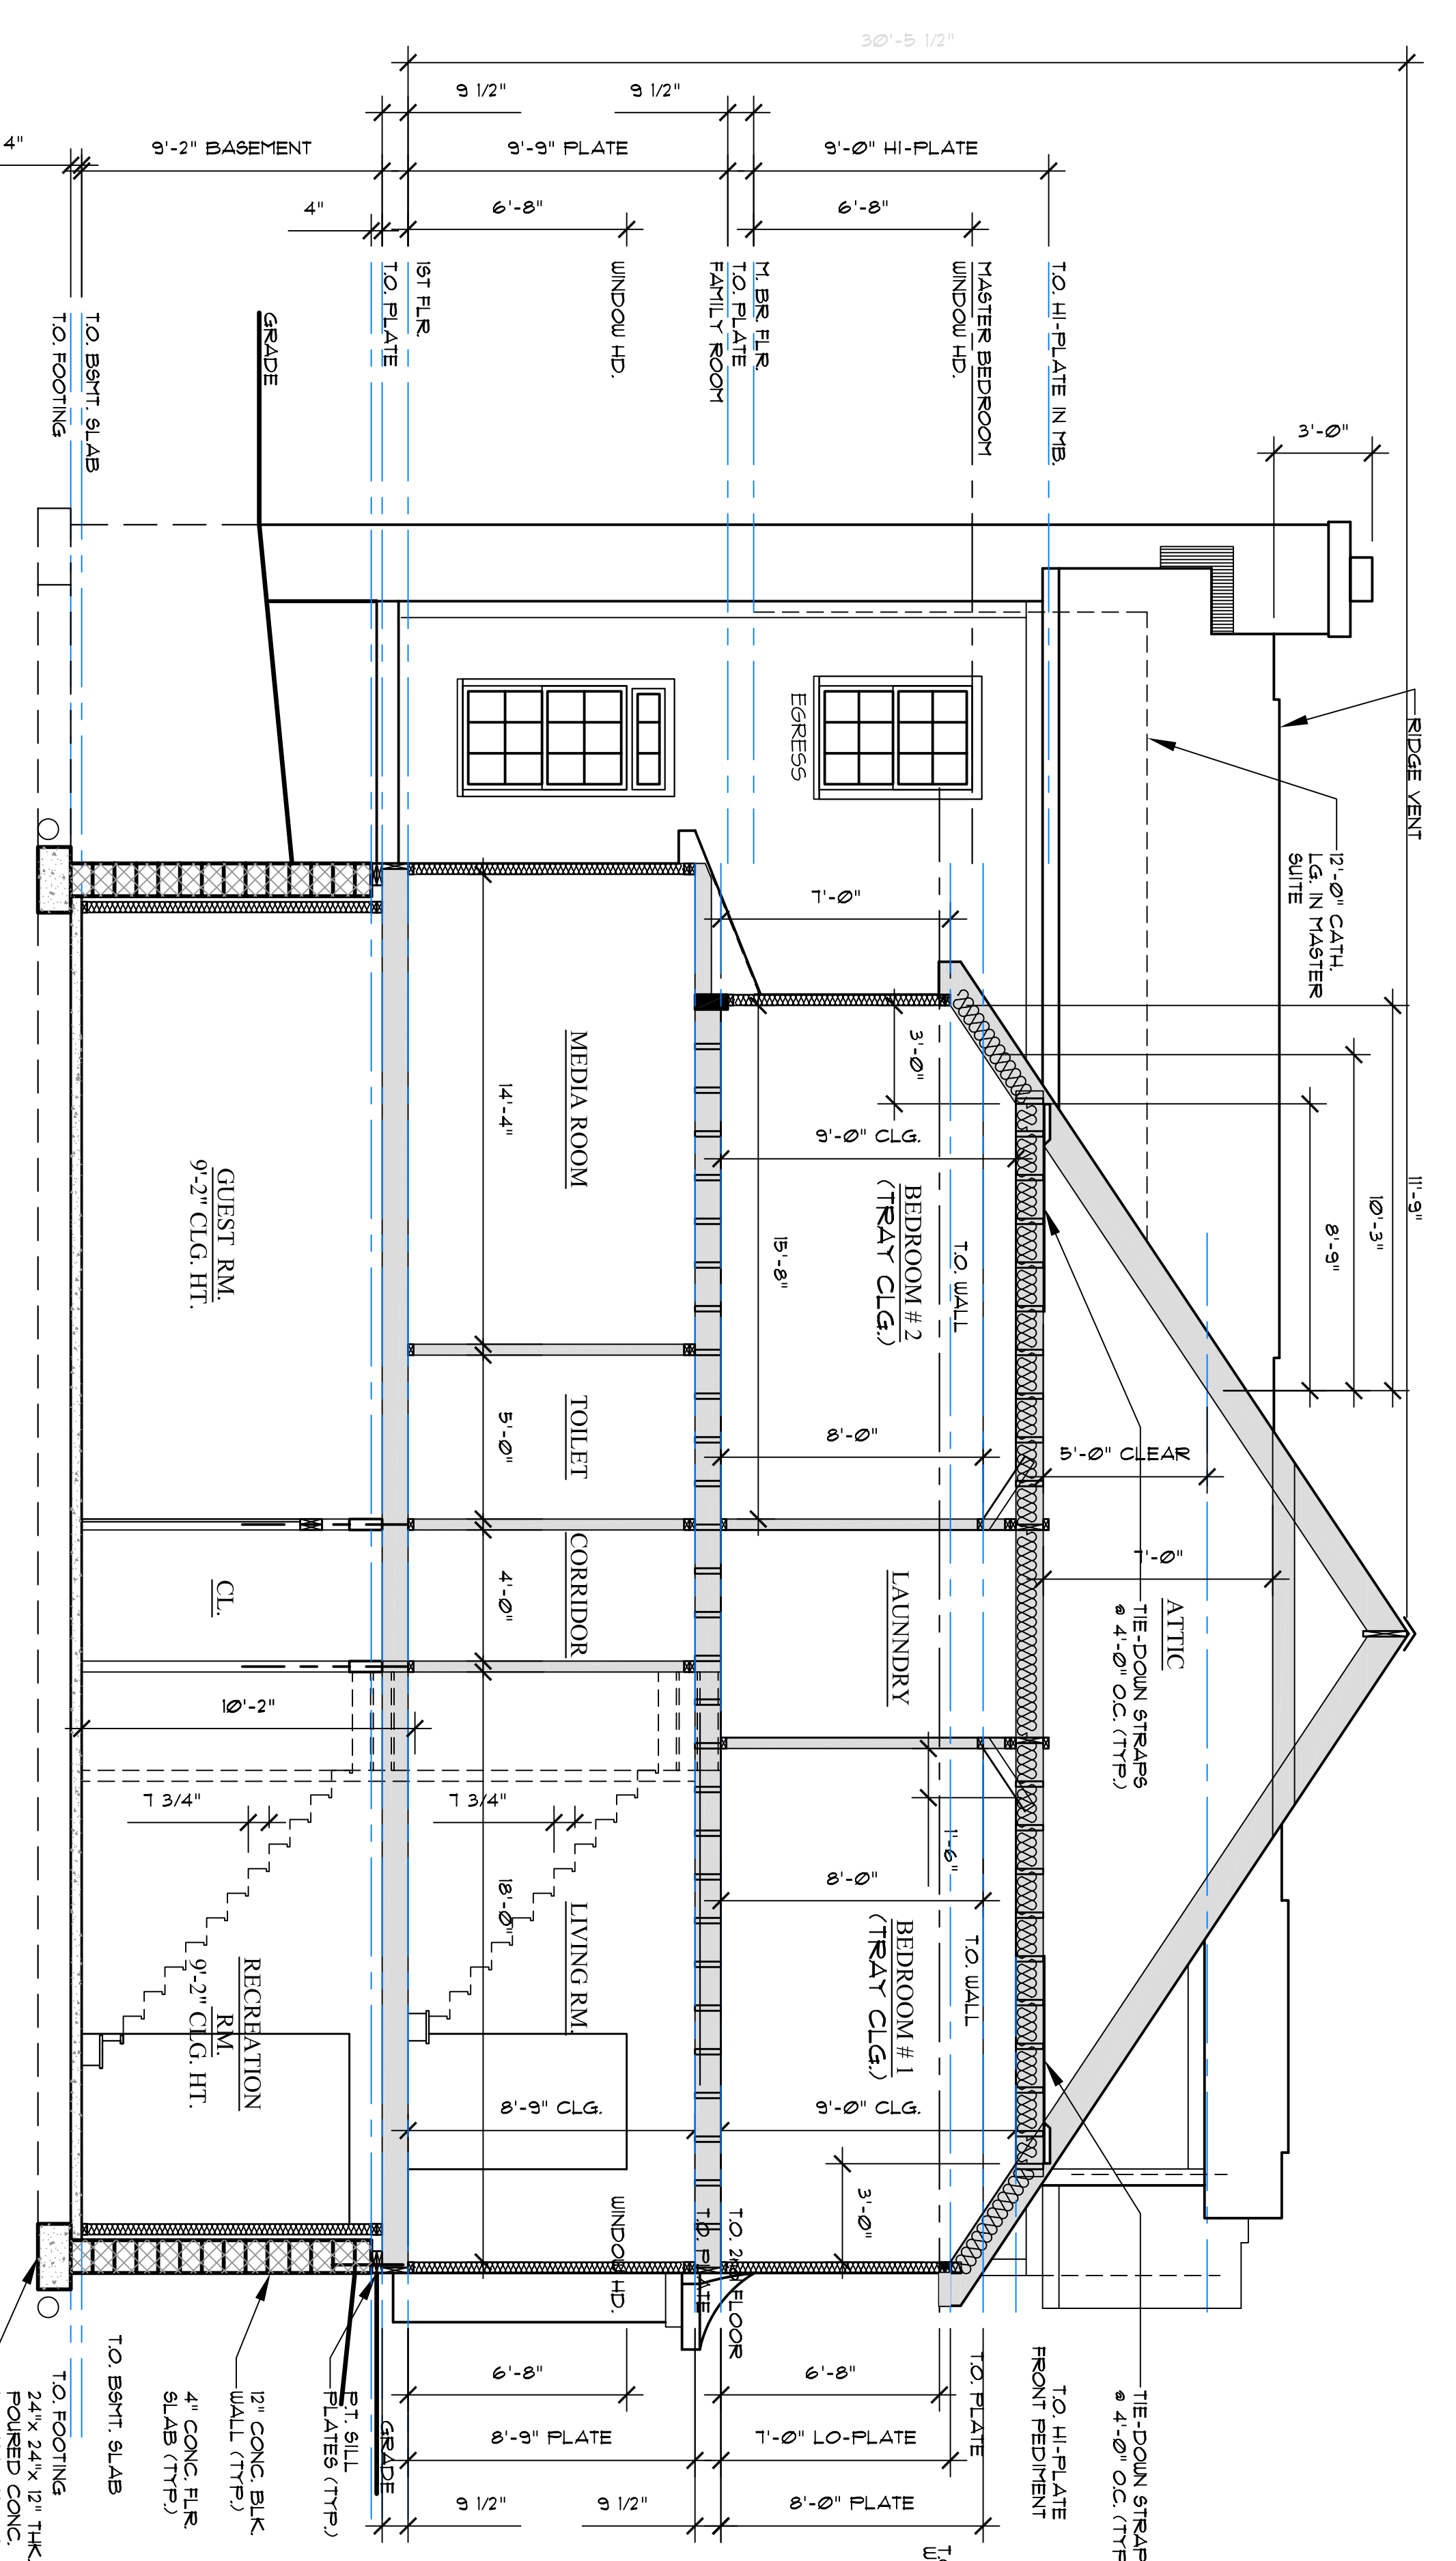 30'-5 1/2"
9 1/2"
9 1/2"
4"
9'-2" BASEMENT
9'-9" PLATE
9'-0" HI-PLATE
4"
6'-8"
6'-8"
T.O. FOOTING
T.O. BSMT. SLAB
GRADE
T.O. PLATE
1ST FLR.
WINDOW HD.
FAMILY ROOM
T.O. PLATE
M. BR. FLR.
WINDOW HD.
MASTER BEDROOM
T.O. HI-PLATE IN MB.
3'-0"
RIDGE VENT
12'-0" CATH.
LG. IN MASTER
SUITE
EGRESS
11'-9"
10'-3"
8'-9"
7'-0"
3'-0"
9'-0" CLG.
BEDROOM # 2
(TRAY CLG.)
T.O. WALL
15'-8"
8'-0"
MEDIA ROOM
14'-4"
GUEST RM.
9'-2" CLG. HT.
TOILET
5'-0"
CORRIDOR
4'-0"
CL.
LAUNNDRY
5'-0" CLEAR
7'-0"
ATTIC
TIE-DOWN STRAPS
@ 4'-0" O.C. (TYP.)
10'-2"
7 3/4"
7 3/4"
18'-0"
LIVING RM.
RECREATION
RM.
9'-2" CLG. HT.
1'-6"
8'-0"
BEDROOM # 1
(TRAY CLG.)
T.O. WALL
8'-9" CLG.
9'-0" CLG.
3'-0"
WINDOW HD.
T.O. PLATE
T.O. 2ND FLOOR
T.O. PLATE
T.O. HI-PLATE
FRONT PEDIMENT
TIE-DOWN STRAP
@ 4'-0" O.C. (TYP
6'-8"
6'-8"
8'-9" PLATE
7'-0" LO-PLATE
9 1/2"
9 1/2"
8'-0" PLATE
GRADE
P.T. SILL
PLATES (TYP.)
12" CONC. BLK.
WALL (TYP.)
4" CONC. FLR.
SLAB (TYP.)
T.O. BSMT. SLAB
T.O. FOOTING
24"x 24"x 12" THK.
POURED CONC.